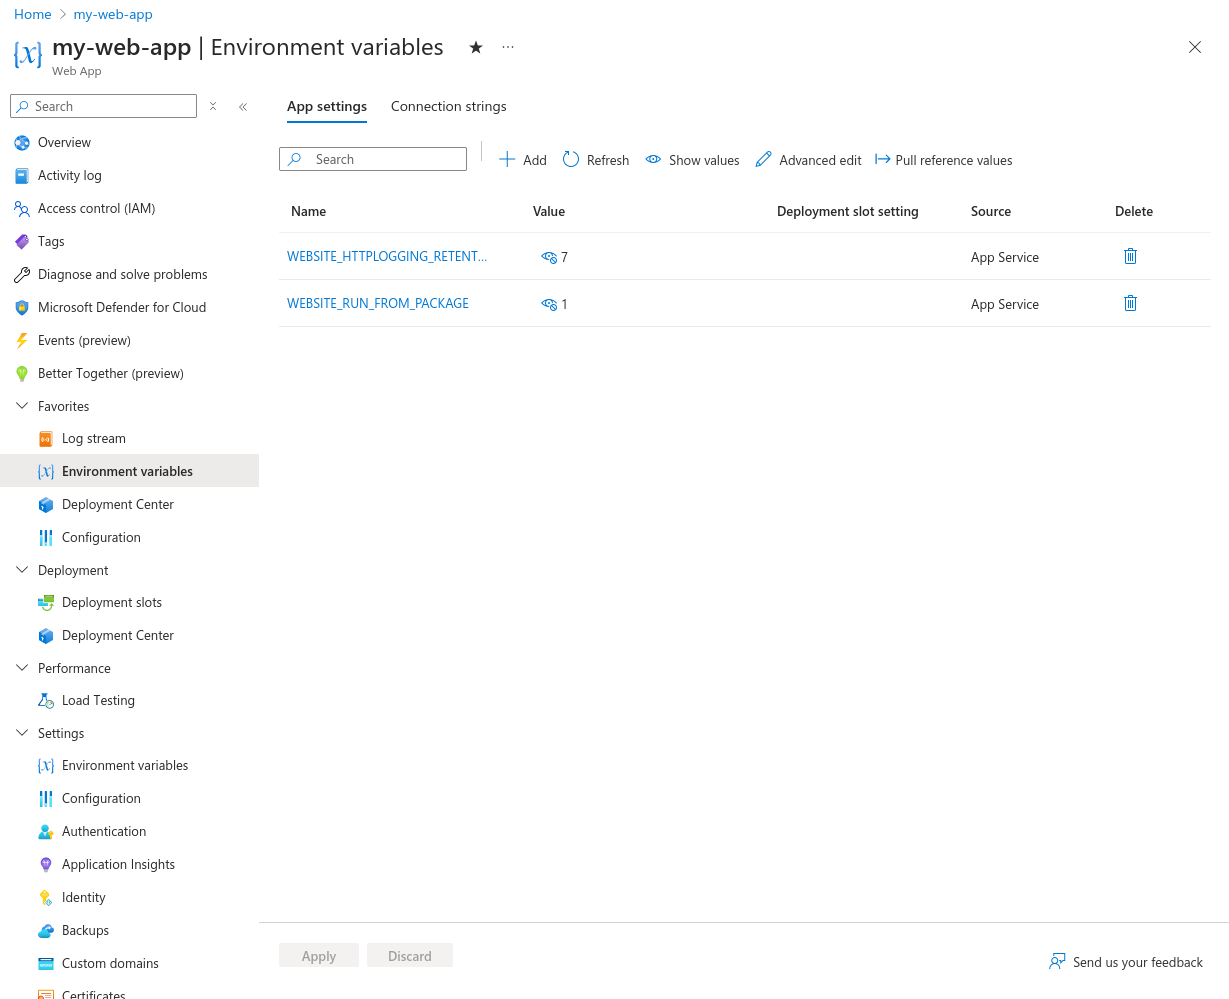 Home > my-web-app
my-web-app | Environment variables
Web App
Search
Overview
Activity log
Access control (IAM)
Tags
Diagnose and solve problems
Microsoft Defender for Cloud
Events (preview)
Better Together (preview)
Favorites
Log stream
Environment variables
Deployment Center
Configuration
Deployment
Deployment slots
Deployment Center
Performance
Load Testing
Settings
Environment variables
Configuration
Authentication
Application Insights
Identity
Backups
Custom domains
Certificates
App settings Connection strings
Search Add Refresh Show values Advanced edit Pull reference values
Name Value Deployment slot setting Source Delete
WEBSITE_HTTPLOGGING_RETENT... 7 App Service
WEBSITE_RUN_FROM_PACKAGE 1 App Service
Apply Discard
Send us your feedback